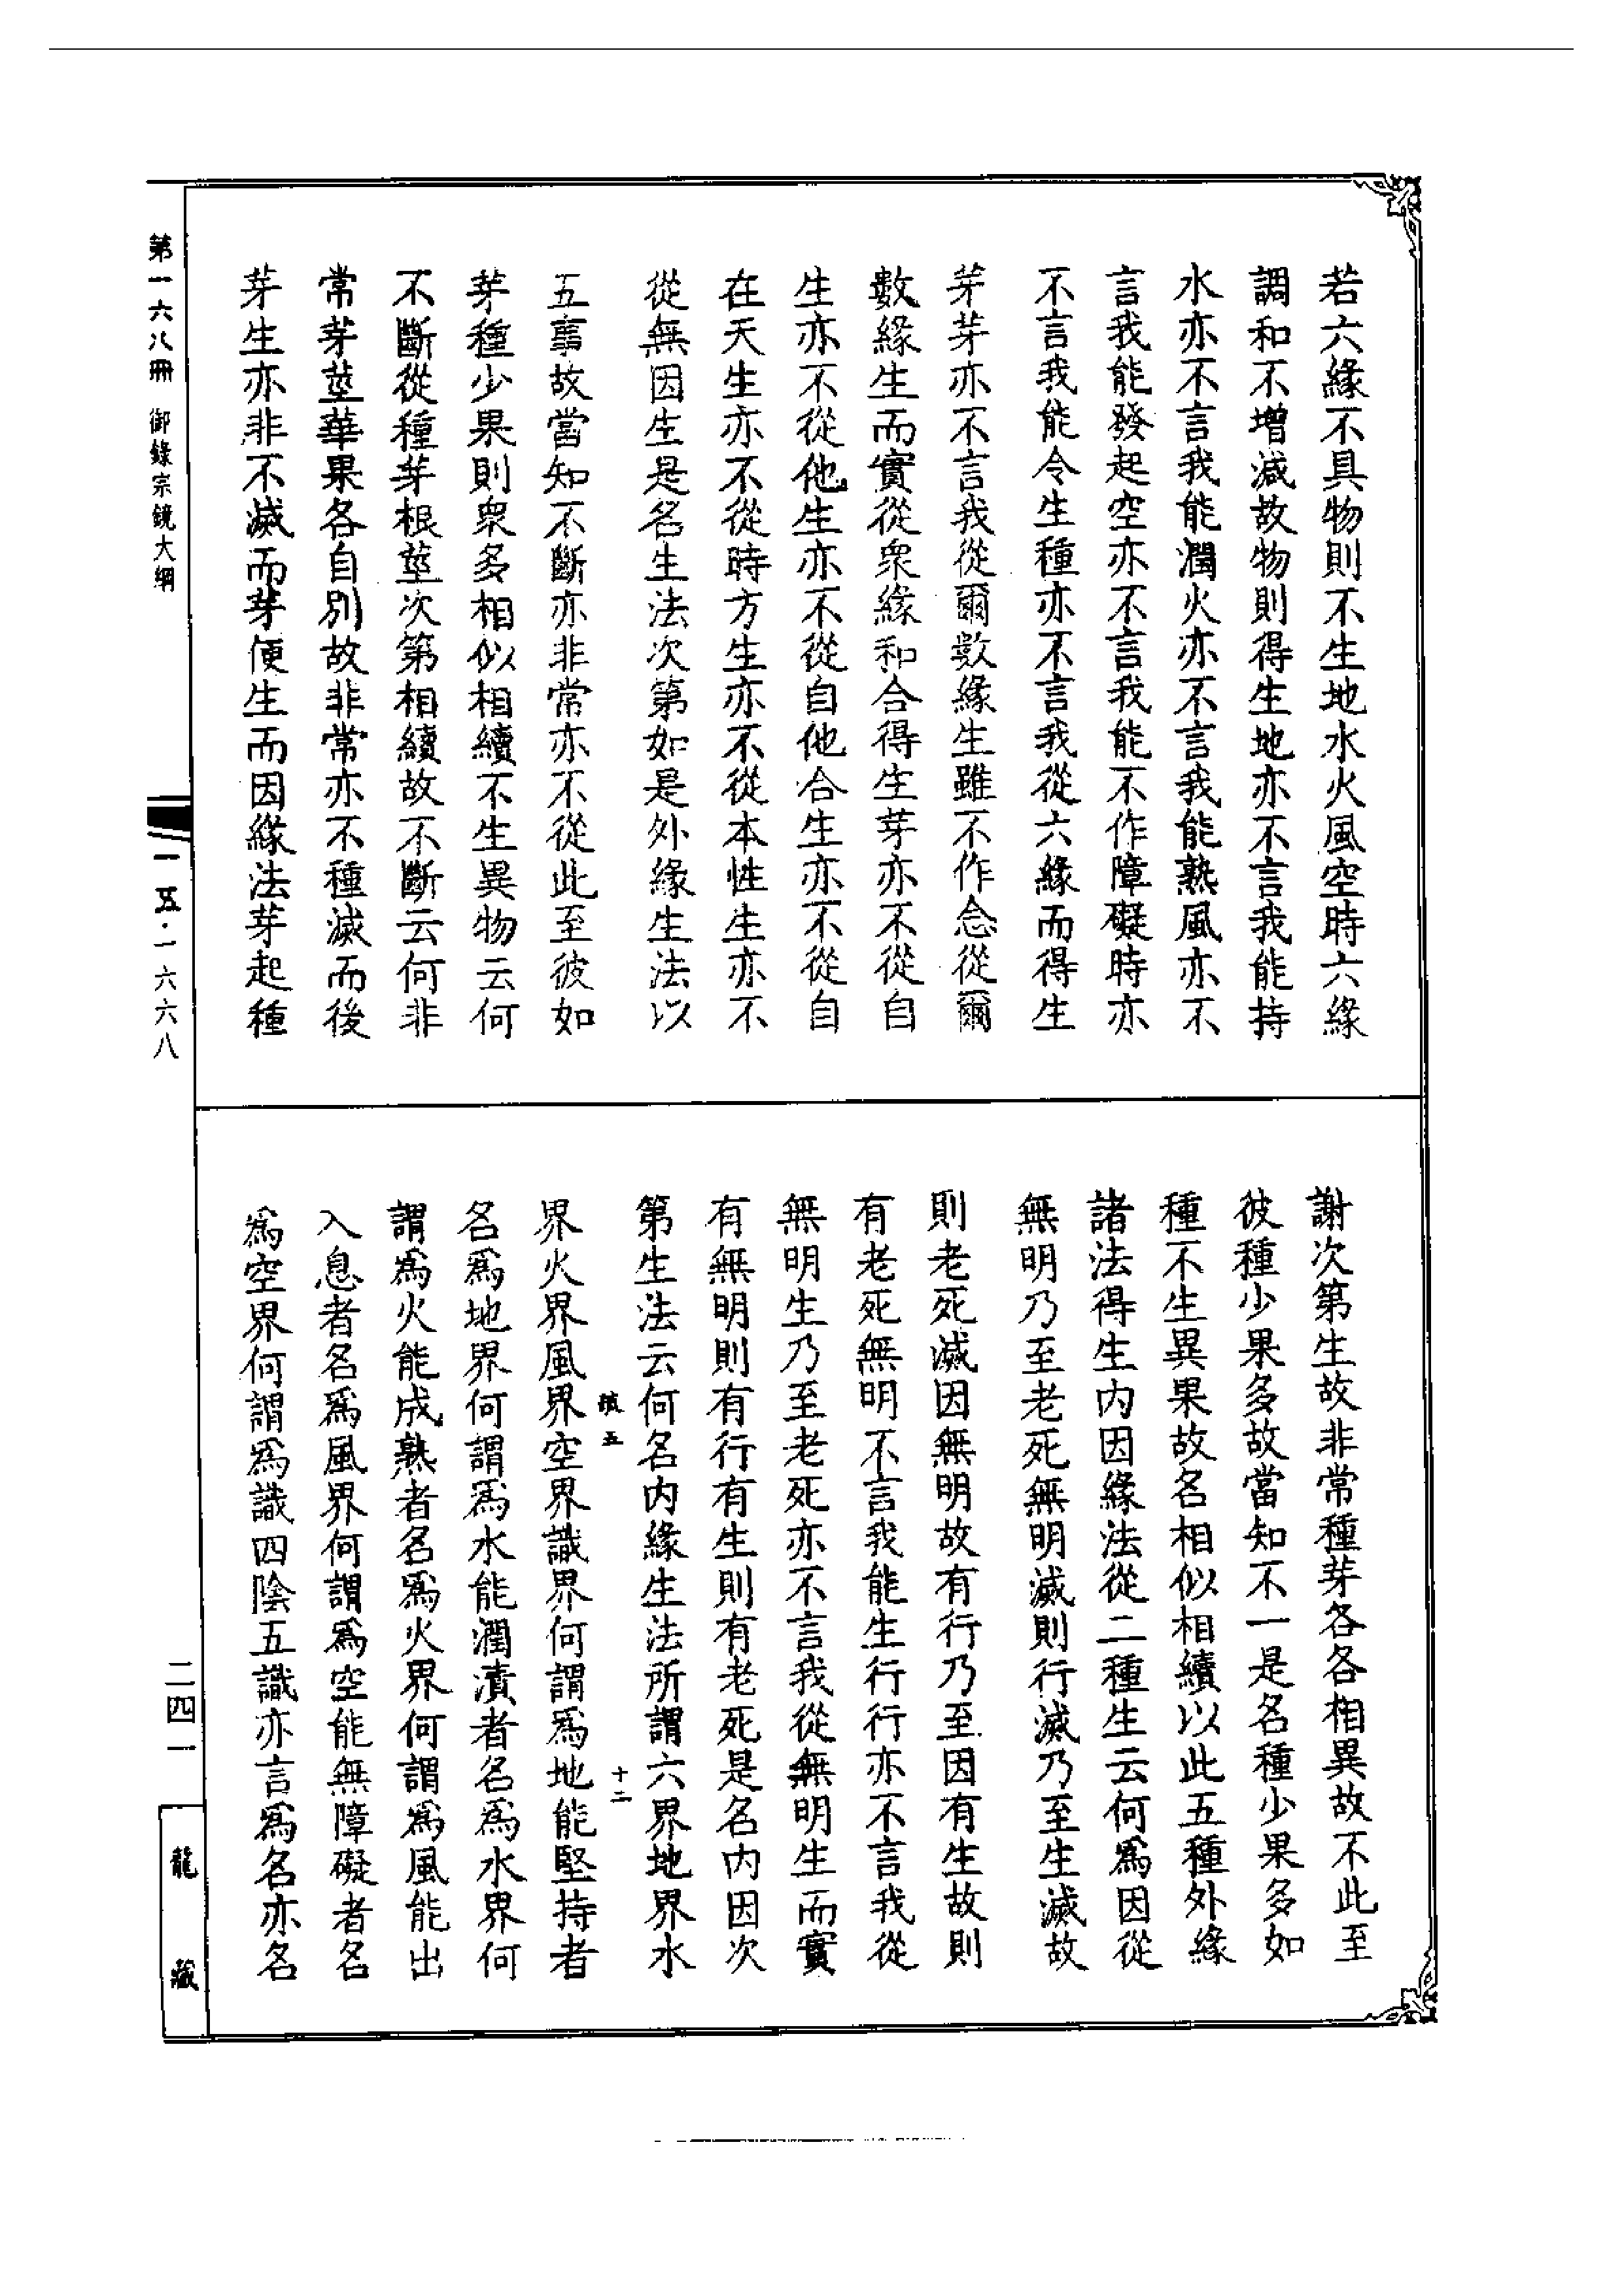 若六緣不具物則不生地水火風空時六緣
調和不增減故物則得生地亦不言我能持
水亦不言我能潤火亦不言我能熟風亦不
言我能發起空亦不言我能不作障礙時亦
不言我能令生種亦不言我從六緣而得生
芽芽亦不言我從爾數緣生雖不作念從爾
數緣生而實從衆緣和合得生芽亦不從自
生亦不從他生亦不從自他合生亦不從自
在天生亦不從時方生亦不從本性生亦不
從無因生是名生法次第如是外緣生法以
五事故當知不斷亦非常亦不從此至彼如
芽種少果則衆多相似相續不生異物云何
不斷從種芽根莖次第相續故不斷云何非
常芽莖華果各自別故非常亦不種滅而後
芽生亦非不滅而芽便生而因緣法芽起種
謝次第生故非常種芽各各相異故不此至
彼種少果多故當知不一是名種少果多如
種不生異果故名相似相續以此五種外緣
諸法得生内因緣法從二種生云何爲因從
無明乃至老死無明滅則行滅乃至生滅故
則老死滅因無明故有行乃至因有生故則
有老死無明不言我能生行行亦不言我從
無明生乃至老死亦不言我從無明生而實
有無明則有行有生則有老死是名内因次
第生法云何名内緣生法所謂六界地界水
五
十二
界火界風界空界識界何謂爲地能堅持者
名爲地界何謂爲水能潤漬者名爲水界何
謂爲火能成熟者名爲火界何謂爲風能出
入息者名爲風界何謂爲空能無障礙者名
爲空界何謂爲識四陰五識亦言爲名亦名
第一六八冊 御錄宗鏡大綱
一五·一六六八
二四一
龍藏